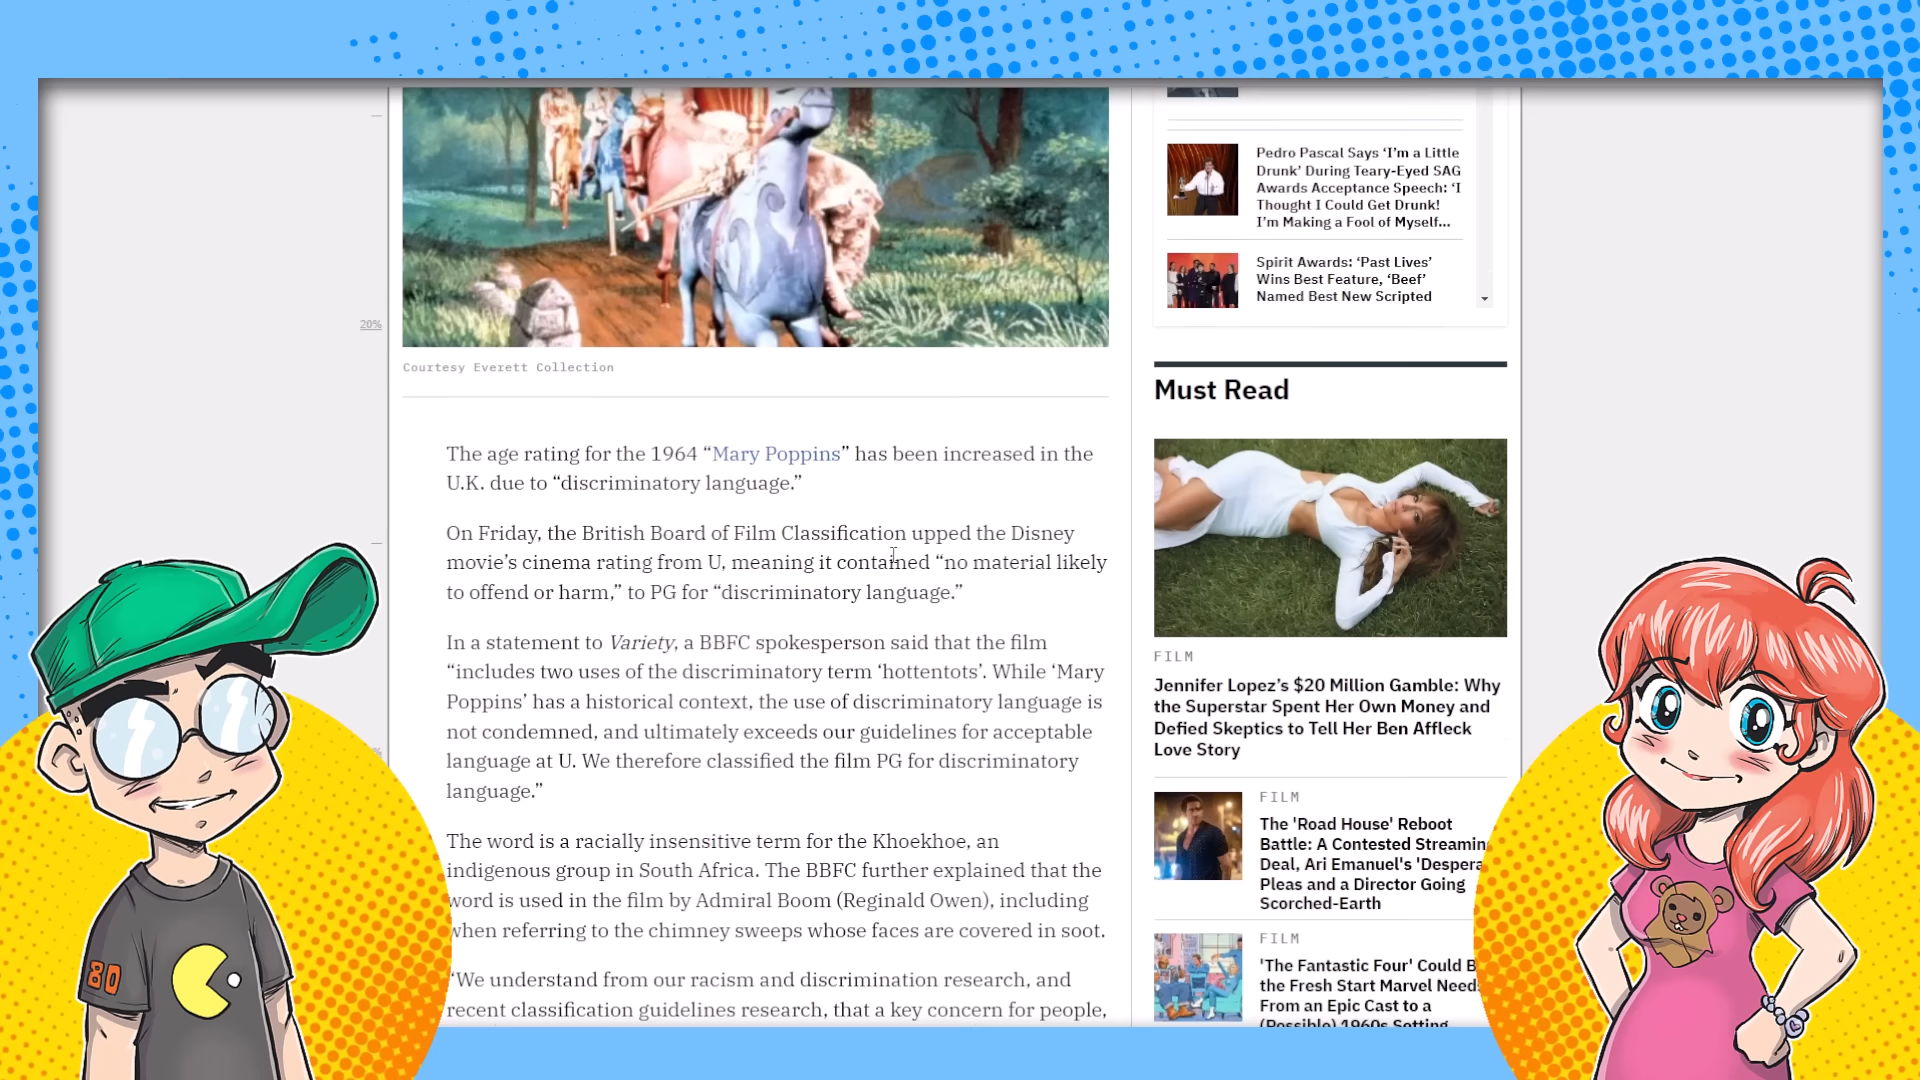 20%
Courtesy Everett Collection
The age rating for the 1964 “Mary Poppins” has been increased in the
U.K. due to “discriminatory language.”
On Friday, the British Board of Film Classification upped the Disney
movie’s cinema rating from U, meaning it contained “no material likely
to offend or harm,” to PG for “discriminatory language.”
In a statement to Variety, a BBFC spokesperson said that the film
“includes two uses of the discriminatory term ‘hottentots’. While ‘Mary
Poppins’ has a historical context, the use of discriminatory language is
not condemned, and ultimately exceeds our guidelines for acceptable
language at U. We therefore classified the film PG for discriminatory
language.”
The word is a racially insensitive term for the Khoekhoe, an
indigenous group in South Africa. The BBFC further explained that the
word is used in the film by Admiral Boom (Reginald Owen), including
when referring to the chimney sweeps whose faces are covered in soot.
“We understand from our racism and discrimination research, and
recent classification guidelines research, that a key concern for people,
Pedro Pascal Says ‘I’m a Little
Drunk’ During Teary-Eyed SAG
Awards Acceptance Speech: ‘I
Thought I Could Get Drunk!
I’m Making a Fool of Myself...
Spirit Awards: ‘Past Lives’
Wins Best Feature, ‘Beef’
Named Best New Scripted
Must Read
FILM
Jennifer Lopez’s $20 Million Gamble: Why
the Superstar Spent Her Own Money and
Defied Skeptics to Tell Her Ben Affleck
Love Story
FILM
The 'Road House' Reboot
Battle: A Contested Streaming
Deal, Ari Emanuel's 'Despera
Pleas and a Director Going
Scorched-Earth
FILM
'The Fantastic Four' Could B
the Fresh Start Marvel Needs
From an Epic Cast to a
(Possible) 1960s Setting
80